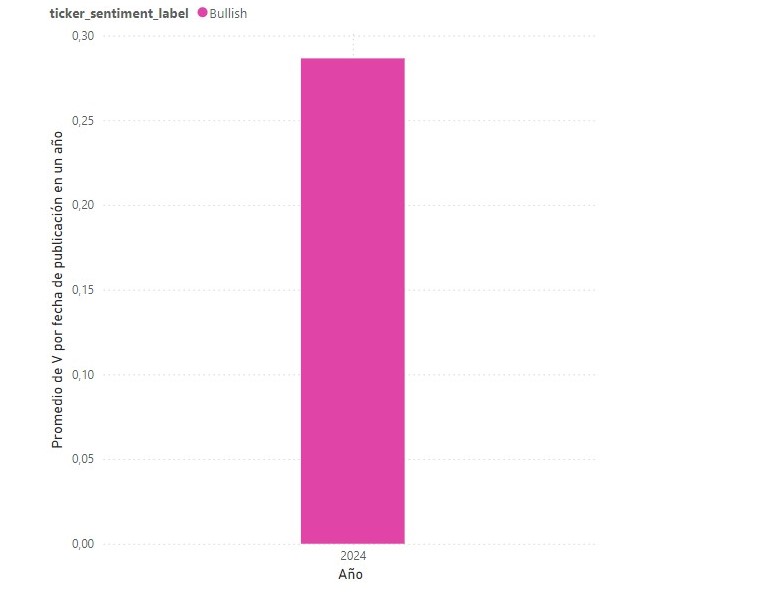 ticker_sentiment_label Bullish
0,30
0,25
0,20
0,15
0,10
0,05
0,00
Promedio de V por fecha de publicación en un año
2024
Año